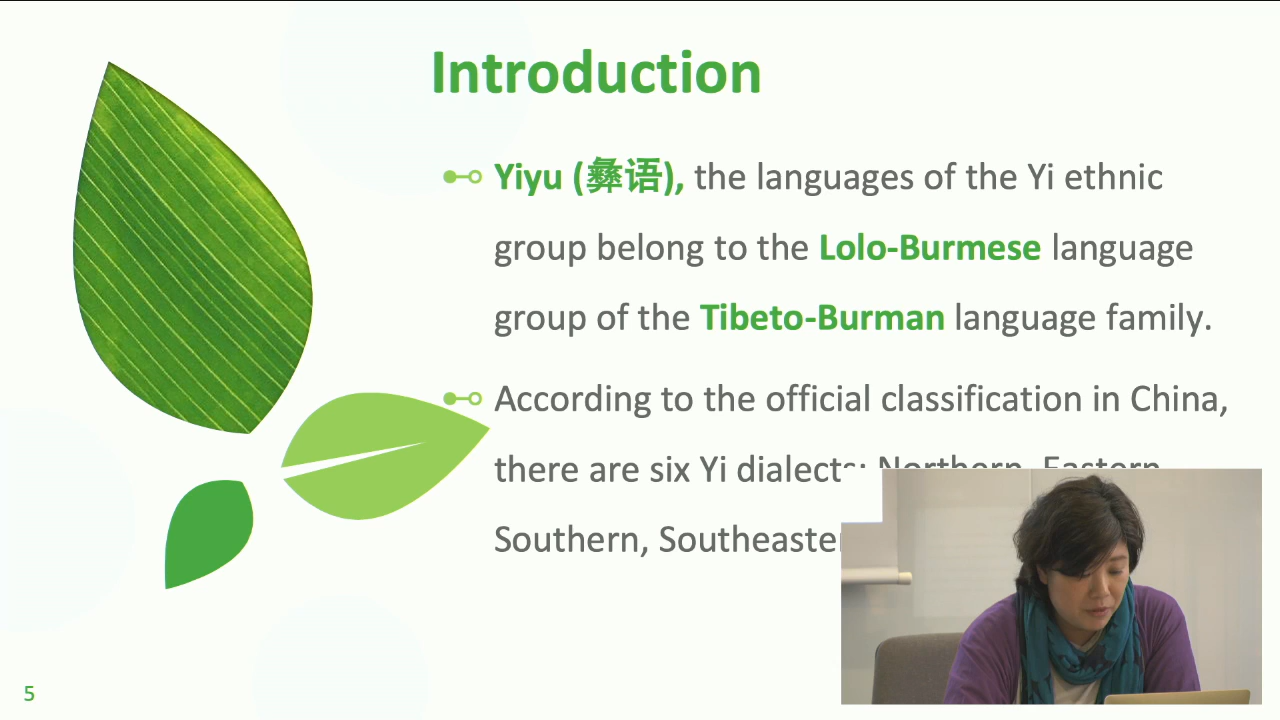 Introduction
Yiyu (彝语), the languages of the Yi ethnic
group belong to the Lolo-Burmese language
group of the Tibeto-Burman language family.
According to the official classification in China,
there are six Yi dialects: Northern, Eastern
Southern,
5